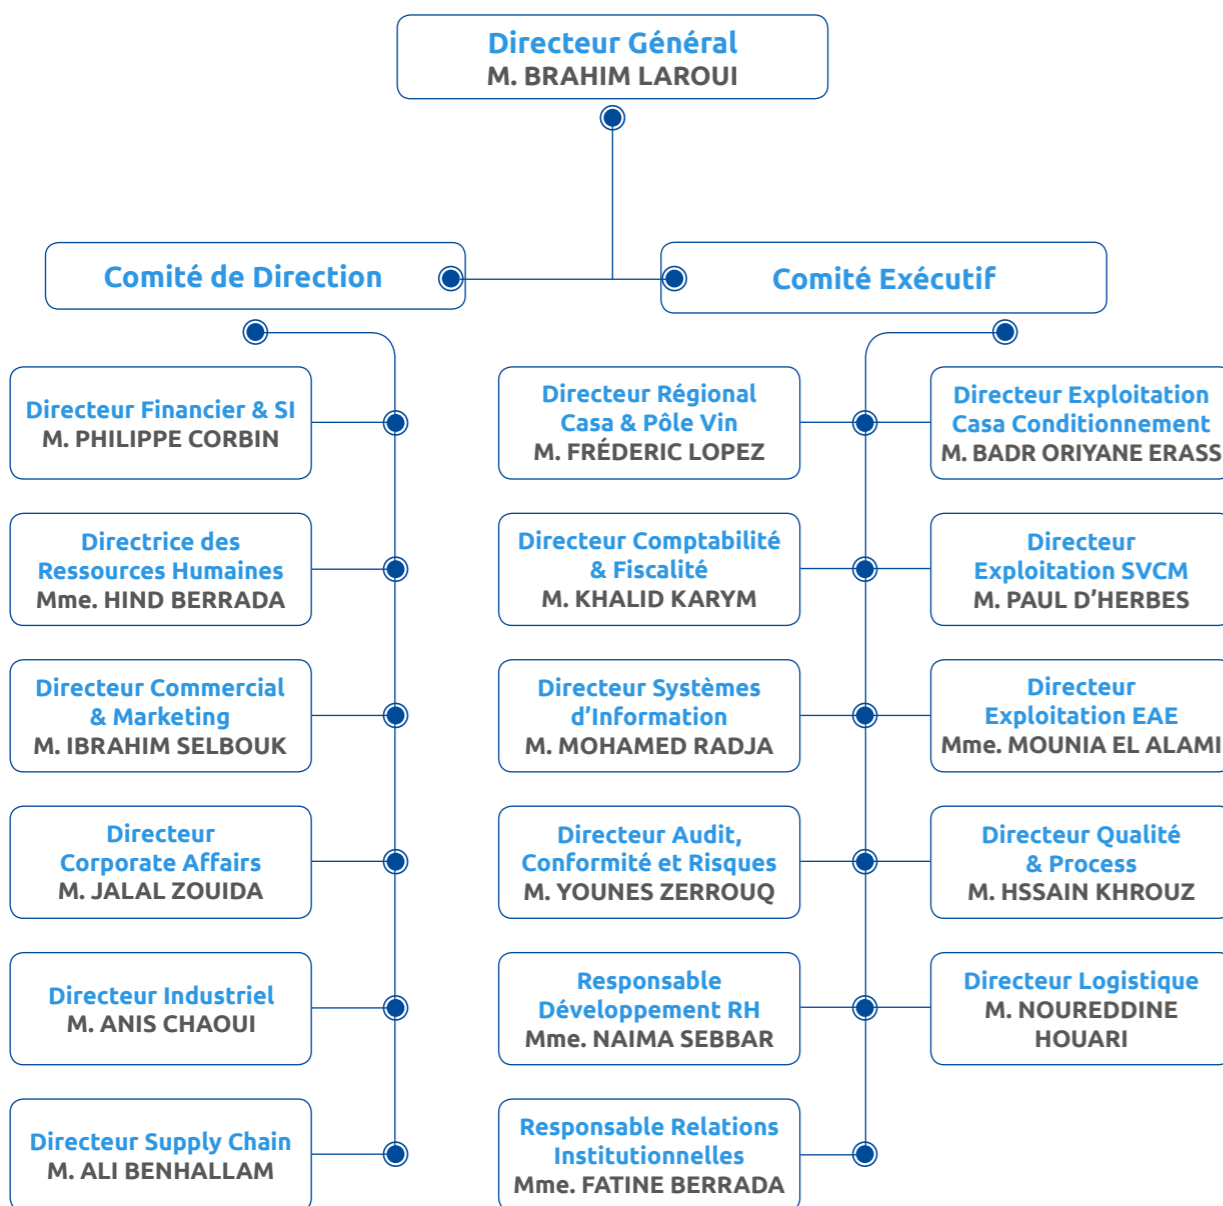 Directeur Général
M. BRAHIM LAROUI
Comité de Direction
Directeur Financier & SI
M. PHILIPPE CORBIN
Directrice des
Ressources Humaines
Mme. HIND BERRADA
Directeur Commercial
& Marketing
M. IBRAHIM SELBOUK
Directeur
Corporate Affairs
M. JALAL ZOUIDA
Directeur Industriel
M. ANIS CHAOUI
Directeur Supply Chain
M. ALI BENHALLAM
Comité Exécutif
Directeur Régional
Casa & Pôle Vin
M. FRÉDERIC LOPEZ
Directeur Comptabilité
& Fiscalité
M. KHALID KARYM
Directeur Systèmes
d’Information
M. MOHAMED RADJA
Directeur Audit,
Conformité et Risques
M. YOUNES ZERROUQ
Responsable
Développement RH
Mme. NAIMA SEBBAR
Responsable Relations
Institutionnelles
Mme. FATINE BERRADA
Directeur Exploitation
Casa Conditionnement
M. BADR ORIYANE ERASS
Directeur
Exploitation SVCM
M. PAUL D’HERBES
Directeur
Exploitation EAE
Mme. MOUNIA EL ALAMI
Directeur Qualité
& Process
M. HSSAIN KHROUZ
Directeur Logistique
M. NOUREDDINE
HOUARI